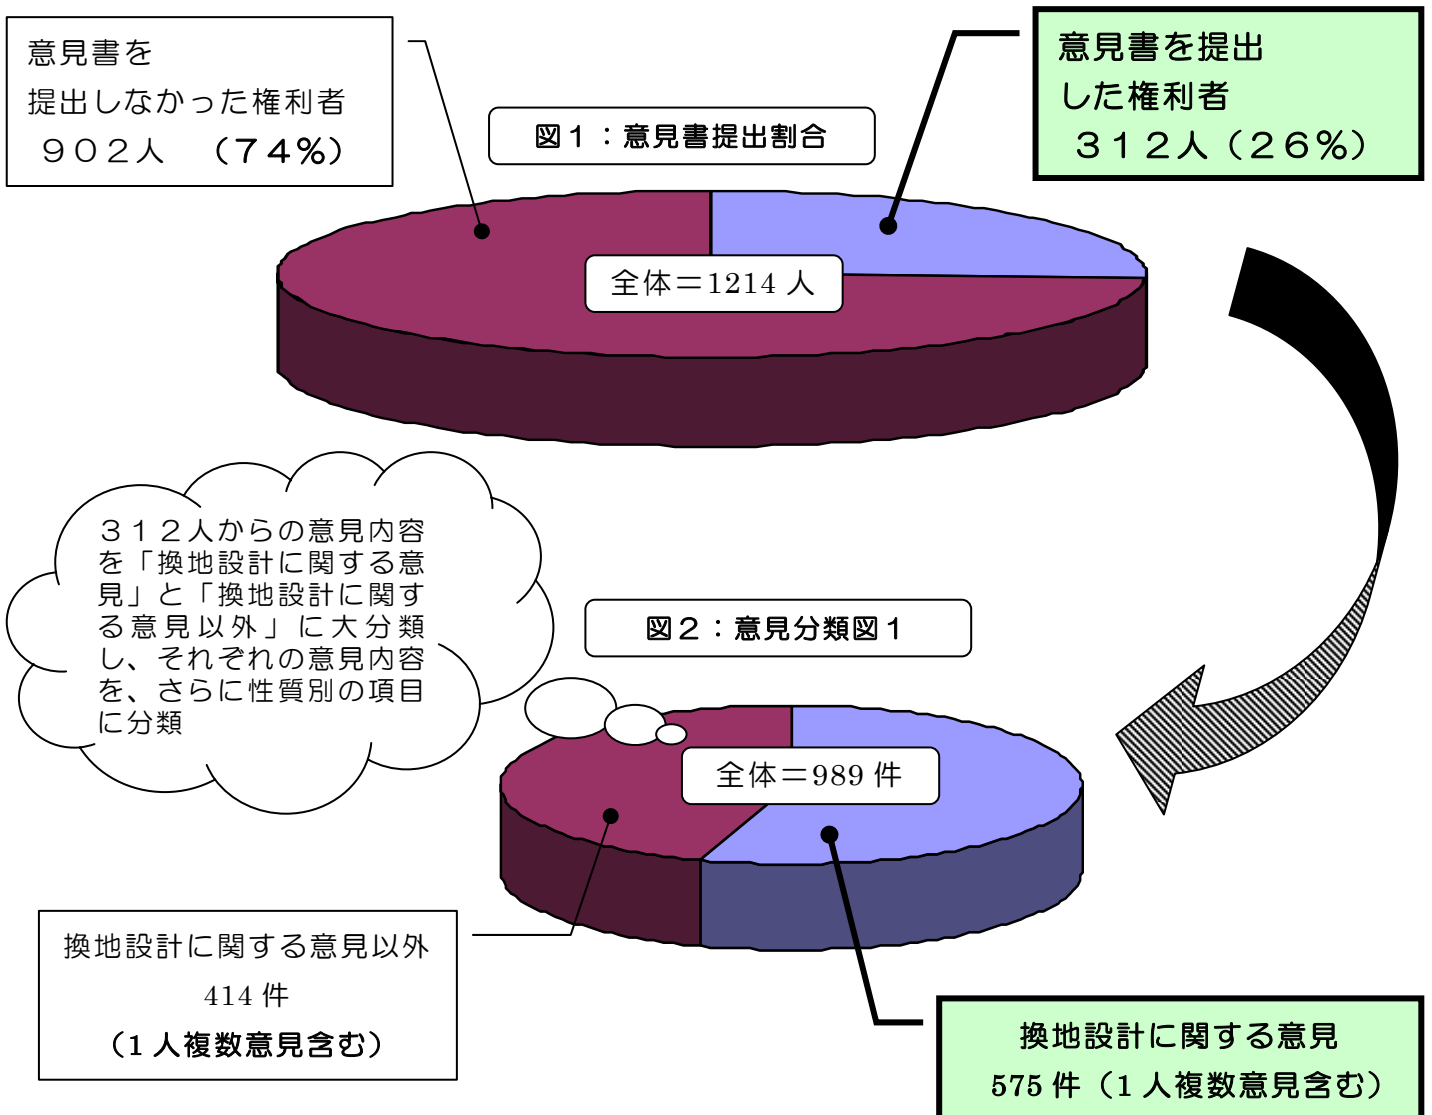 意見書を
提出しなかった権利者
９０２人　（７４％）
図１：意見書提出割合
意見書を提出
した権利者
３１２人（２６％）
全体＝1214 人
３１２人からの意見内容
を「換地設計に関する意
見」と「換地設計に関す
る意見以外」に大分類
し、それぞれの意見内容
を、さらに性質別の項目
に分類
図２：意見分類図１
全体＝989 件
換地設計に関する意見以外
414 件
（1 人複数意見含む）
換地設計に関する意見
575 件（1 人複数意見含む）